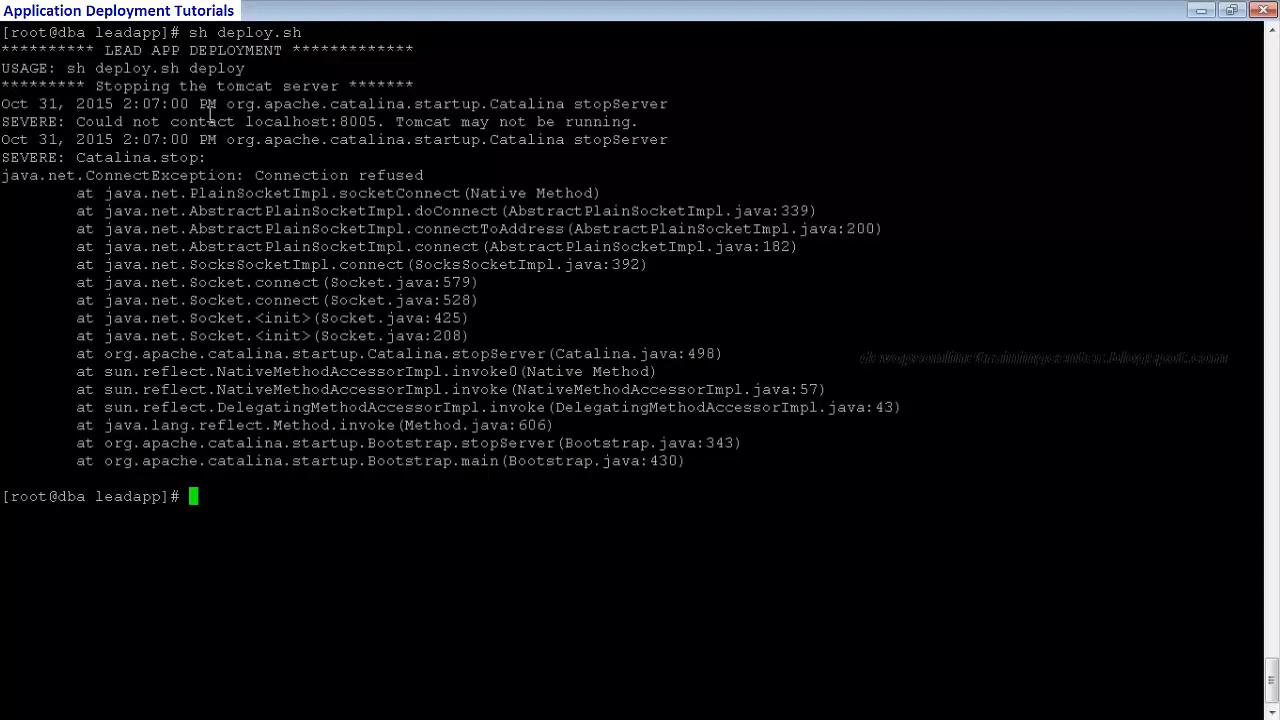 Application Deployment Tutorials
[root@dba leadapp]# sh deploy.sh
********** LEAD APP DEPLOYMENT *************
USAGE: sh deploy.sh deploy
********* Stopping the tomcat server *******
Oct 31, 2015 2:07:00 PM org.apache.catalina.startup.Catalina stopServer
SEVERE: Could not contact localhost:8005. Tomcat may not be running.
Oct 31, 2015 2:07:00 PM org.apache.catalina.startup.Catalina stopServer
SEVERE: Catalina.stop:
java.net.ConnectException: Connection refused
        at java.net.PlainSocketImpl.socketConnect(Native Method)
        at java.net.AbstractPlainSocketImpl.doConnect(AbstractPlainSocketImpl.java:339)
        at java.net.AbstractPlainSocketImpl.connectToAddress(AbstractPlainSocketImpl.java:200)
        at java.net.AbstractPlainSocketImpl.connect(AbstractPlainSocketImpl.java:182)
        at java.net.SocksSocketImpl.connect(SocksSocketImpl.java:392)
        at java.net.Socket.connect(Socket.java:579)
        at java.net.Socket.connect(Socket.java:528)
        at java.net.Socket.<init>(Socket.java:425)
        at java.net.Socket.<init>(Socket.java:208)
        at org.apache.catalina.startup.Catalina.stopServer(Catalina.java:498)
        at sun.reflect.NativeMethodAccessorImpl.invoke0(Native Method)
        at sun.reflect.NativeMethodAccessorImpl.invoke(NativeMethodAccessorImpl.java:57)
        at sun.reflect.DelegatingMethodAccessorImpl.invoke(DelegatingMethodAccessorImpl.java:43)
        at java.lang.reflect.Method.invoke(Method.java:606)
        at org.apache.catalina.startup.Bootstrap.stopServer(Bootstrap.java:343)
        at org.apache.catalina.startup.Bootstrap.main(Bootstrap.java:430)
[root@dba leadapp]#